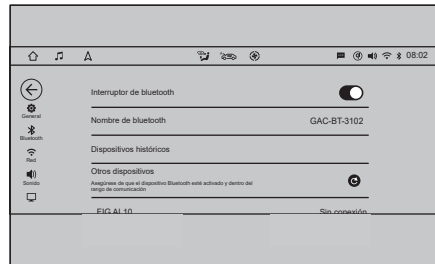 08:02
General
Bluetooth
Red
Sonido
Interruptor de bluetooth
Nombre de bluetooth GAC-BT-3102
Dispositivos históricos
Otros dispositivos
Asegúrese de que el dispositivo Bluetooth esté activado y dentro del
rango de comunicación
Sin conexión